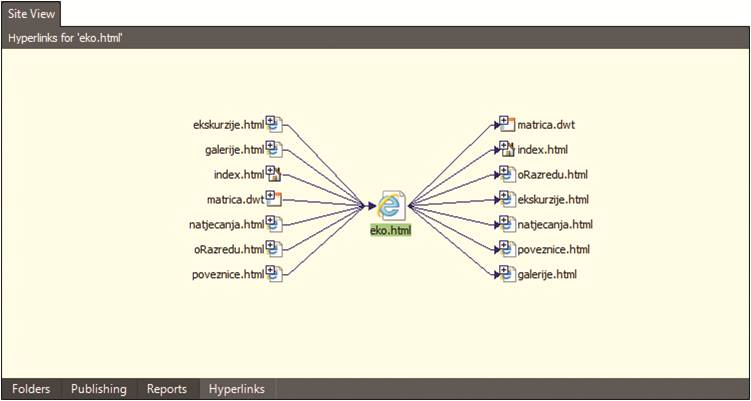 Site View
Hyperlinks for 'eko.html'
ekskurzije.html
galerije.html
index.html
matrica.dwt
natjecanja.html
oRazredu.html
poveznice.html
eko.html
matrica.dwt
index.html
oRazredu.html
ekskurzije.html
natjecanja.html
poveznice.html
galerije.html
Folders Publishing Reports Hyperlinks